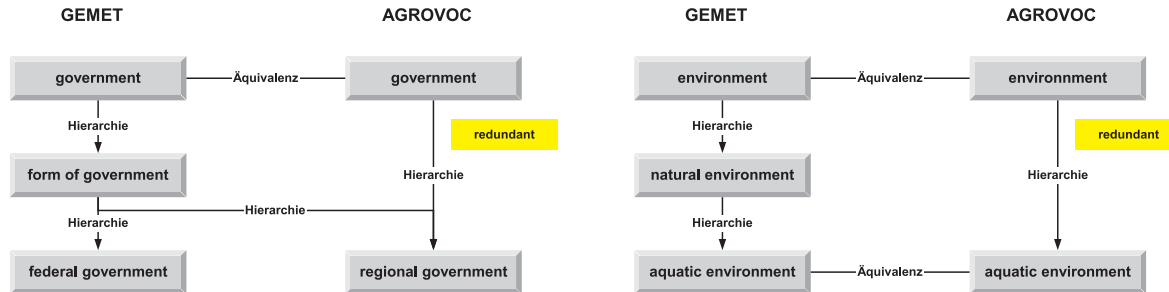 GEMET
AGROVOC
government
Äquivalenz
government
Hierarchie
redundant
form of government
Hierarchie
Hierarchie
Hierarchie
federal government
regional government
GEMET
AGROVOC
environment
Äquivalenz
environnment
Hierarchie
redundant
natural environment
Hierarchie
Hierarchie
aquatic environment
Äquivalenz
aquatic environment